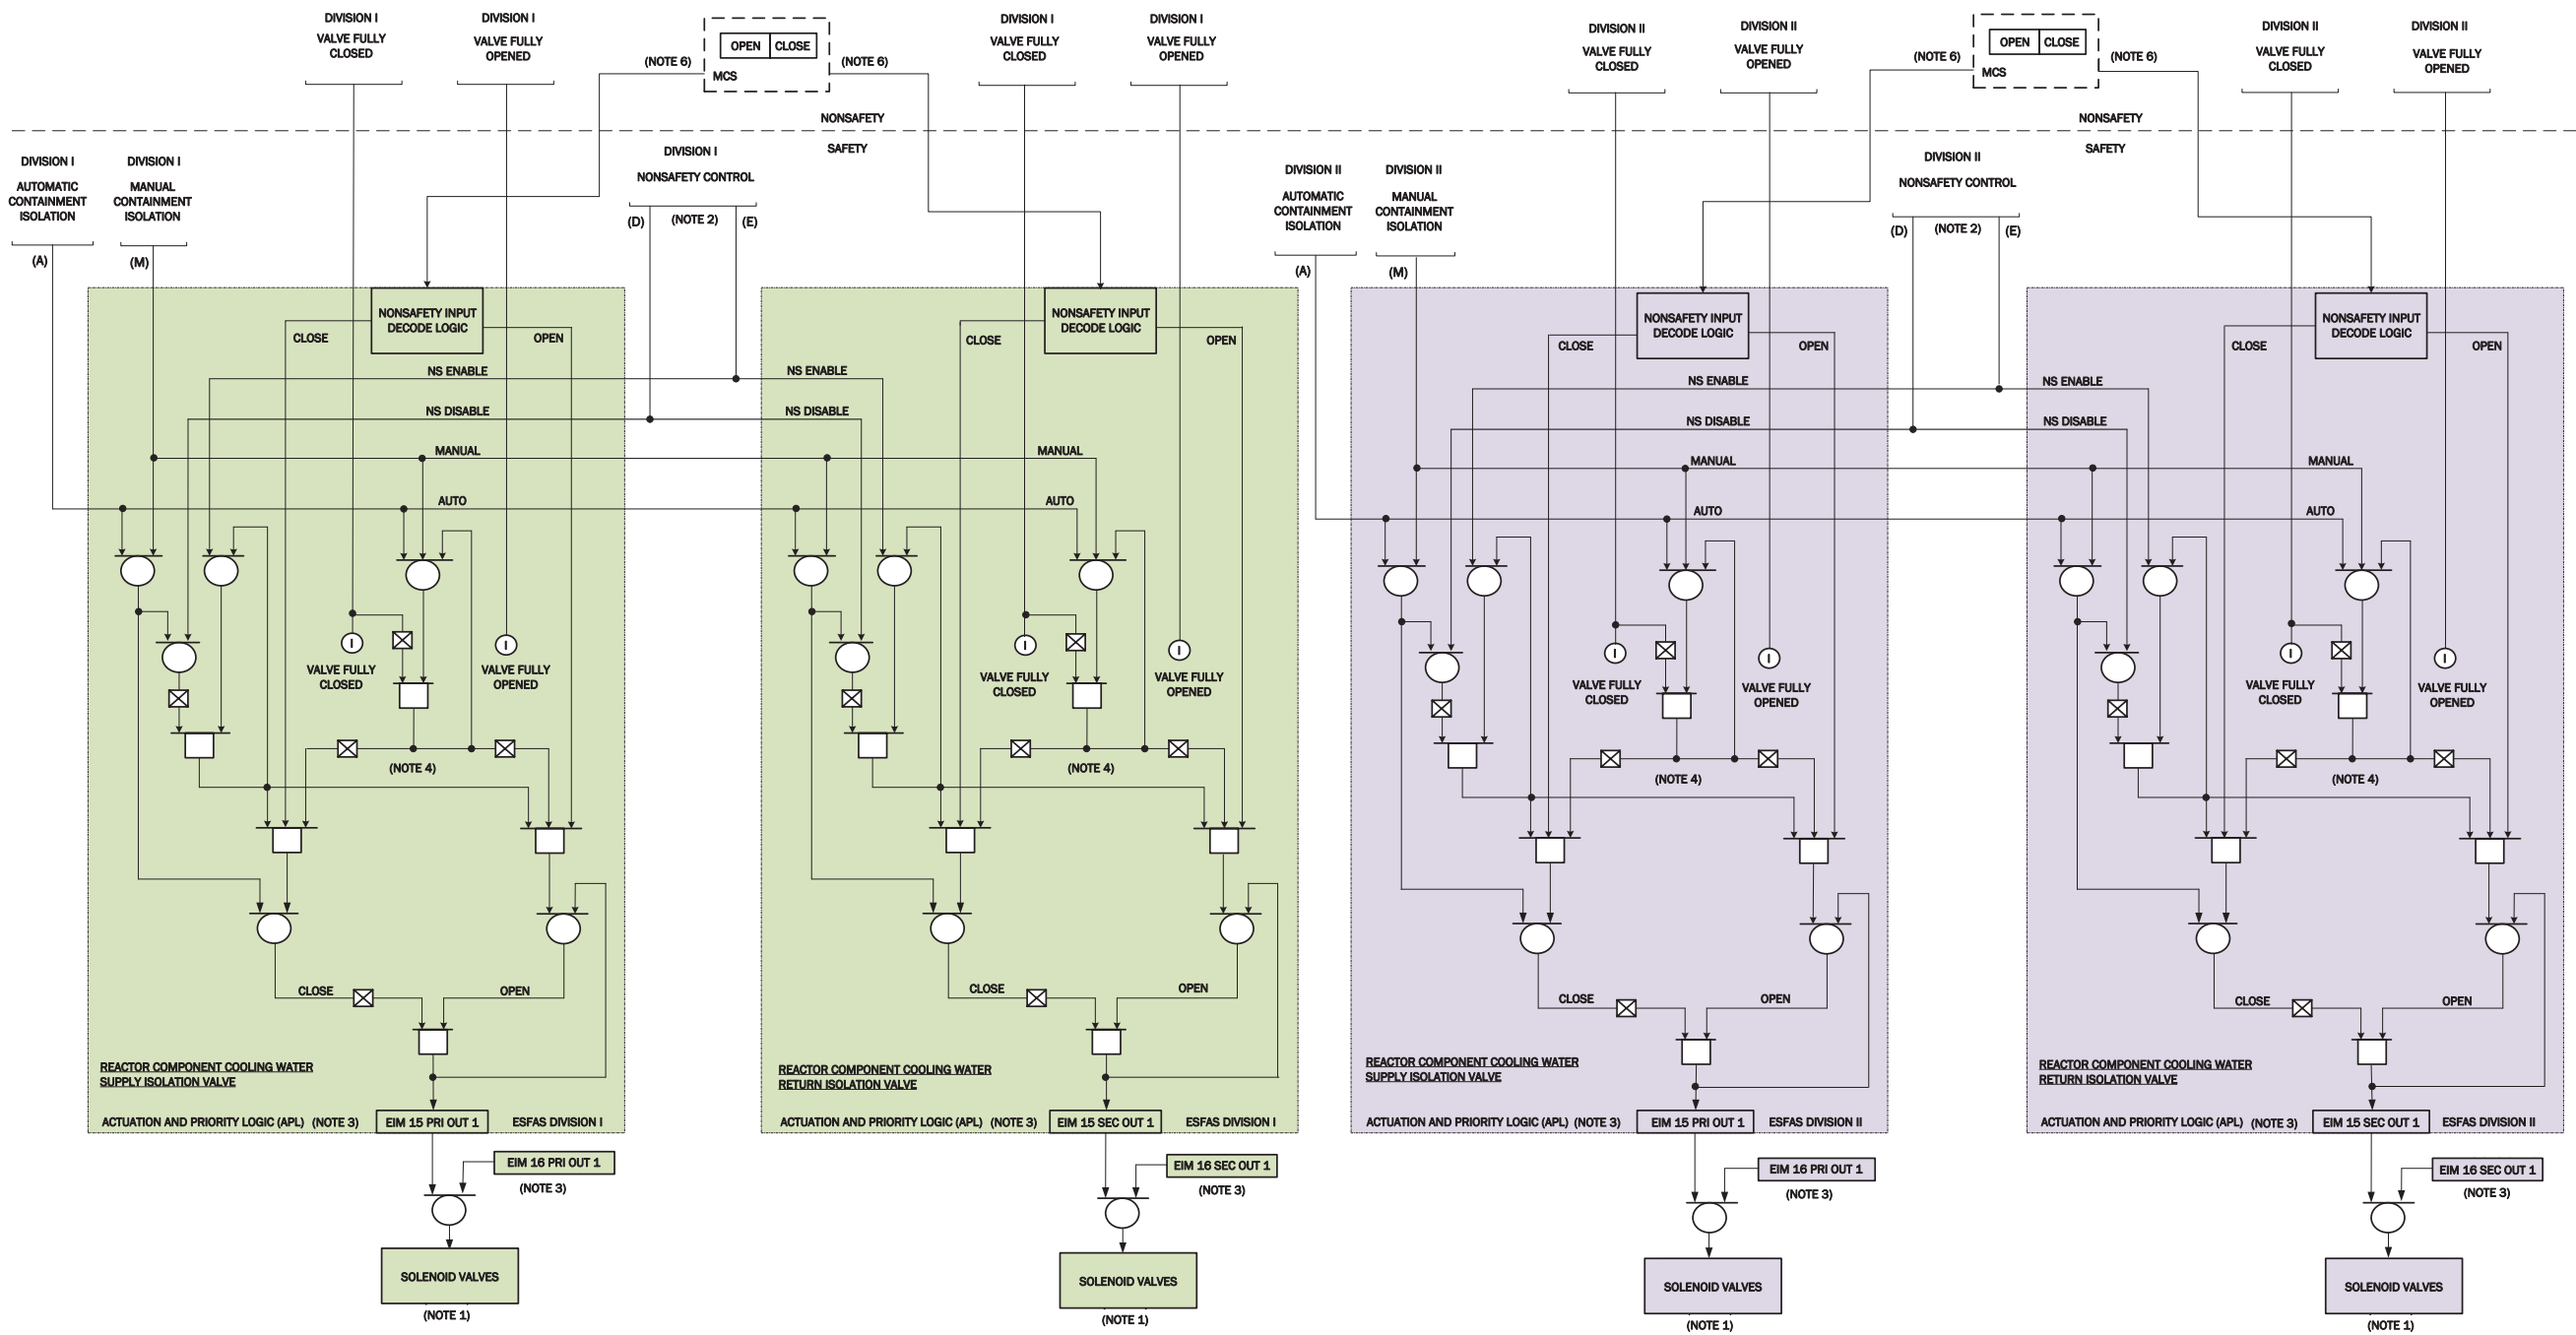 DIVISION I
VALVE FULLY
CLOSED
DIVISION I
VALVE FULLY
OPENED
(NOTE 6)
OPEN CLOSE
MCS
(NOTE 6)
DIVISION I
VALVE FULLY
CLOSED
DIVISION I
VALVE FULLY
OPENED
DIVISION II
VALVE FULLY
CLOSED
DIVISION II
VALVE FULLY
OPENED
(NOTE 6)
OPEN CLOSE
MCS
(NOTE 6)
DIVISION II
VALVE FULLY
CLOSED
DIVISION II
VALVE FULLY
OPENED
NONSAFETY
SAFETY
NONSAFETY
SAFETY
DIVISION I
AUTOMATIC
CONTAINMENT
ISOLATION
(A)
DIVISION I
MANUAL
CONTAINMENT
ISOLATION
(M)
DIVISION I
NONSAFETY CONTROL
(D) (NOTE 2) (E)
DIVISION II
AUTOMATIC
CONTAINMENT
ISOLATION
(A)
DIVISION II
MANUAL
CONTAINMENT
ISOLATION
(M)
DIVISION II
NONSAFETY CONTROL
(D) (NOTE 2) (E)
NONSAFETY INPUT
DECODE LOGIC
CLOSE
OPEN
NS ENABLE
NS DISABLE
MANUAL
AUTO
I
VALVE FULLY
CLOSED
I
VALVE FULLY
OPENED
(NOTE 4)
CLOSE
OPEN
REACTOR COMPONENT COOLING WATER
SUPPLY ISOLATION VALVE
ACTUATION AND PRIORITY LOGIC (APL) (NOTE 3)
EIM 15 PRI OUT 1
ESFAS DIVISION I
EIM 16 PRI OUT 1
(NOTE 3)
SOLENOID VALVES
(NOTE 1)
NONSAFETY INPUT
DECODE LOGIC
CLOSE
OPEN
NS ENABLE
NS DISABLE
MANUAL
AUTO
I
VALVE FULLY
CLOSED
I
VALVE FULLY
OPENED
(NOTE 4)
CLOSE
OPEN
REACTOR COMPONENT COOLING WATER
RETURN ISOLATION VALVE
ACTUATION AND PRIORITY LOGIC (APL) (NOTE 3)
EIM 15 SEC OUT 1
ESFAS DIVISION I
EIM 16 SEC OUT 1
(NOTE 3)
SOLENOID VALVES
(NOTE 1)
NONSAFETY INPUT
DECODE LOGIC
CLOSE
OPEN
NS ENABLE
NS DISABLE
MANUAL
AUTO
I
VALVE FULLY
CLOSED
I
VALVE FULLY
OPENED
(NOTE 4)
CLOSE
OPEN
REACTOR COMPONENT COOLING WATER
SUPPLY ISOLATION VALVE
ACTUATION AND PRIORITY LOGIC (APL) (NOTE 3)
EIM 15 PRI OUT 1
ESFAS DIVISION II
EIM 16 PRI OUT 1
(NOTE 3)
SOLENOID VALVES
(NOTE 1)
NONSAFETY INPUT
DECODE LOGIC
CLOSE
OPEN
NS ENABLE
NS DISABLE
MANUAL
AUTO
I
VALVE FULLY
CLOSED
I
VALVE FULLY
OPENED
(NOTE 4)
CLOSE
OPEN
REACTOR COMPONENT COOLING WATER
RETURN ISOLATION VALVE
ACTUATION AND PRIORITY LOGIC (APL) (NOTE 3)
EIM 15 SEC OUT 1
ESFAS DIVISION II
EIM 16 SEC OUT 1
(NOTE 3)
SOLENOID VALVES
(NOTE 1)